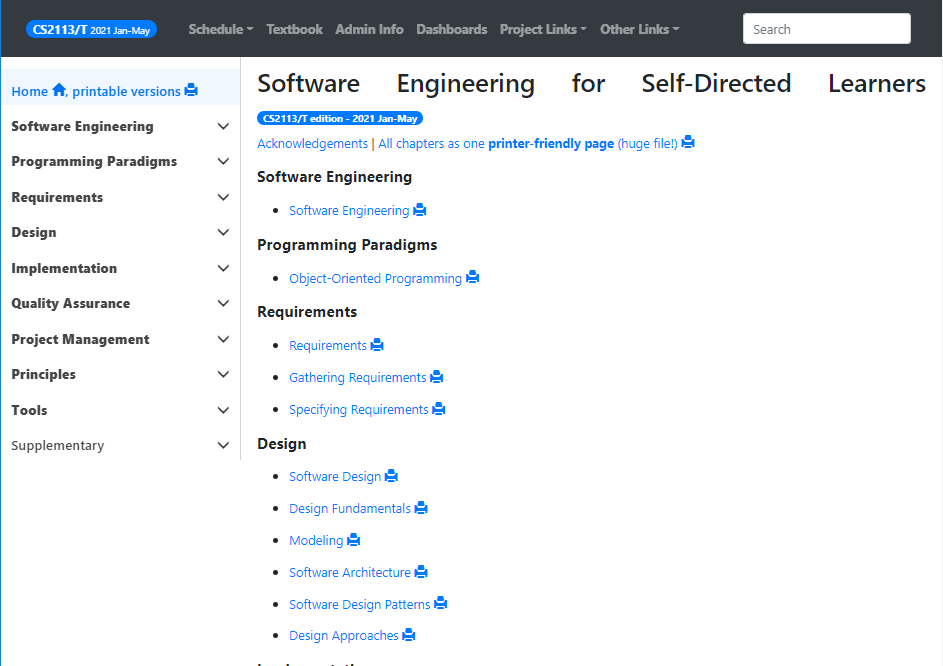 CS2113/T 2021 Jan-May Schedule Textbook Admin Info Dashboards Project Links Other Links Search
Home , printable versions
Software Engineering
Programming Paradigms
Requirements
Design
Implementation
Quality Assurance
Project Management
Principles
Tools
Supplementary
Software Engineering for Self-Directed Learners
CS2113/T edition - 2021 Jan-May
Acknowledgements | All chapters as one printer-friendly page (huge file!)
Software Engineering
• Software Engineering
Programming Paradigms
• Object-Oriented Programming
Requirements
• Requirements
• Gathering Requirements
• Specifying Requirements
Design
• Software Design
• Design Fundamentals
• Modeling
• Software Architecture
• Software Design Patterns
• Design Approaches